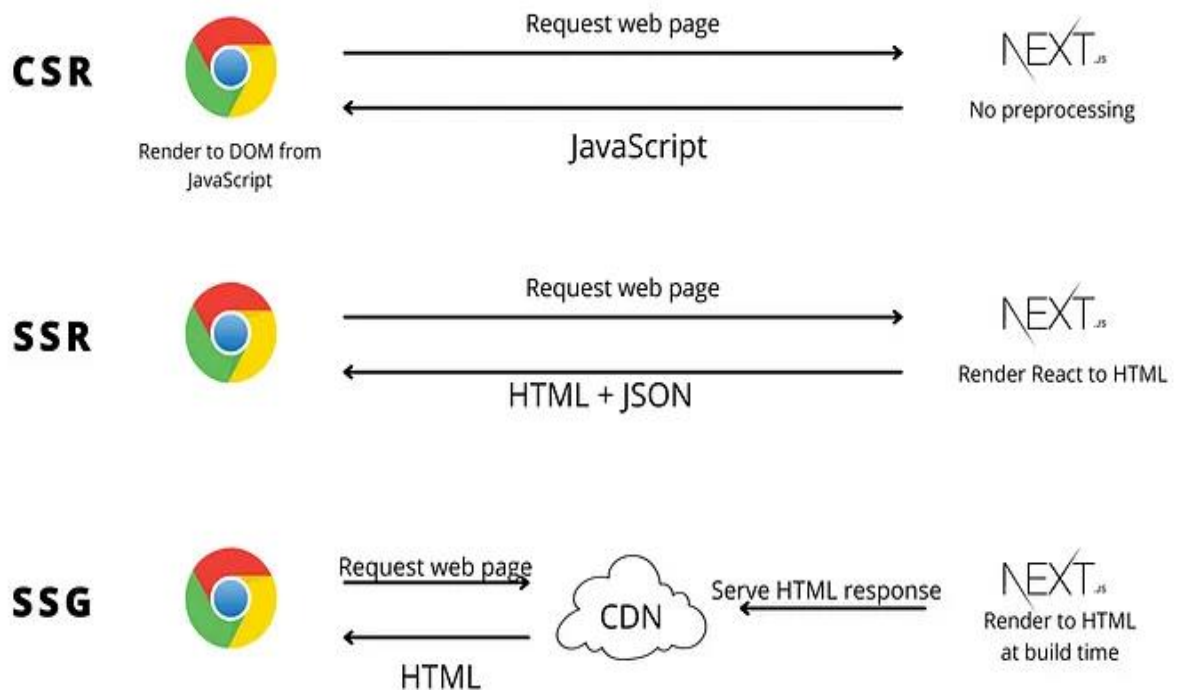 CSR
Request web page
NEXT.JS
No preprocessing
JavaScript
Render to DOM from
JavaScript
SSR
Request web page
NEXT.JS
Render React to HTML
HTML + JSON
SSG
Request web page
CDN
Serve HTML response
NEXT.JS
Render to HTML
at build time
HTML